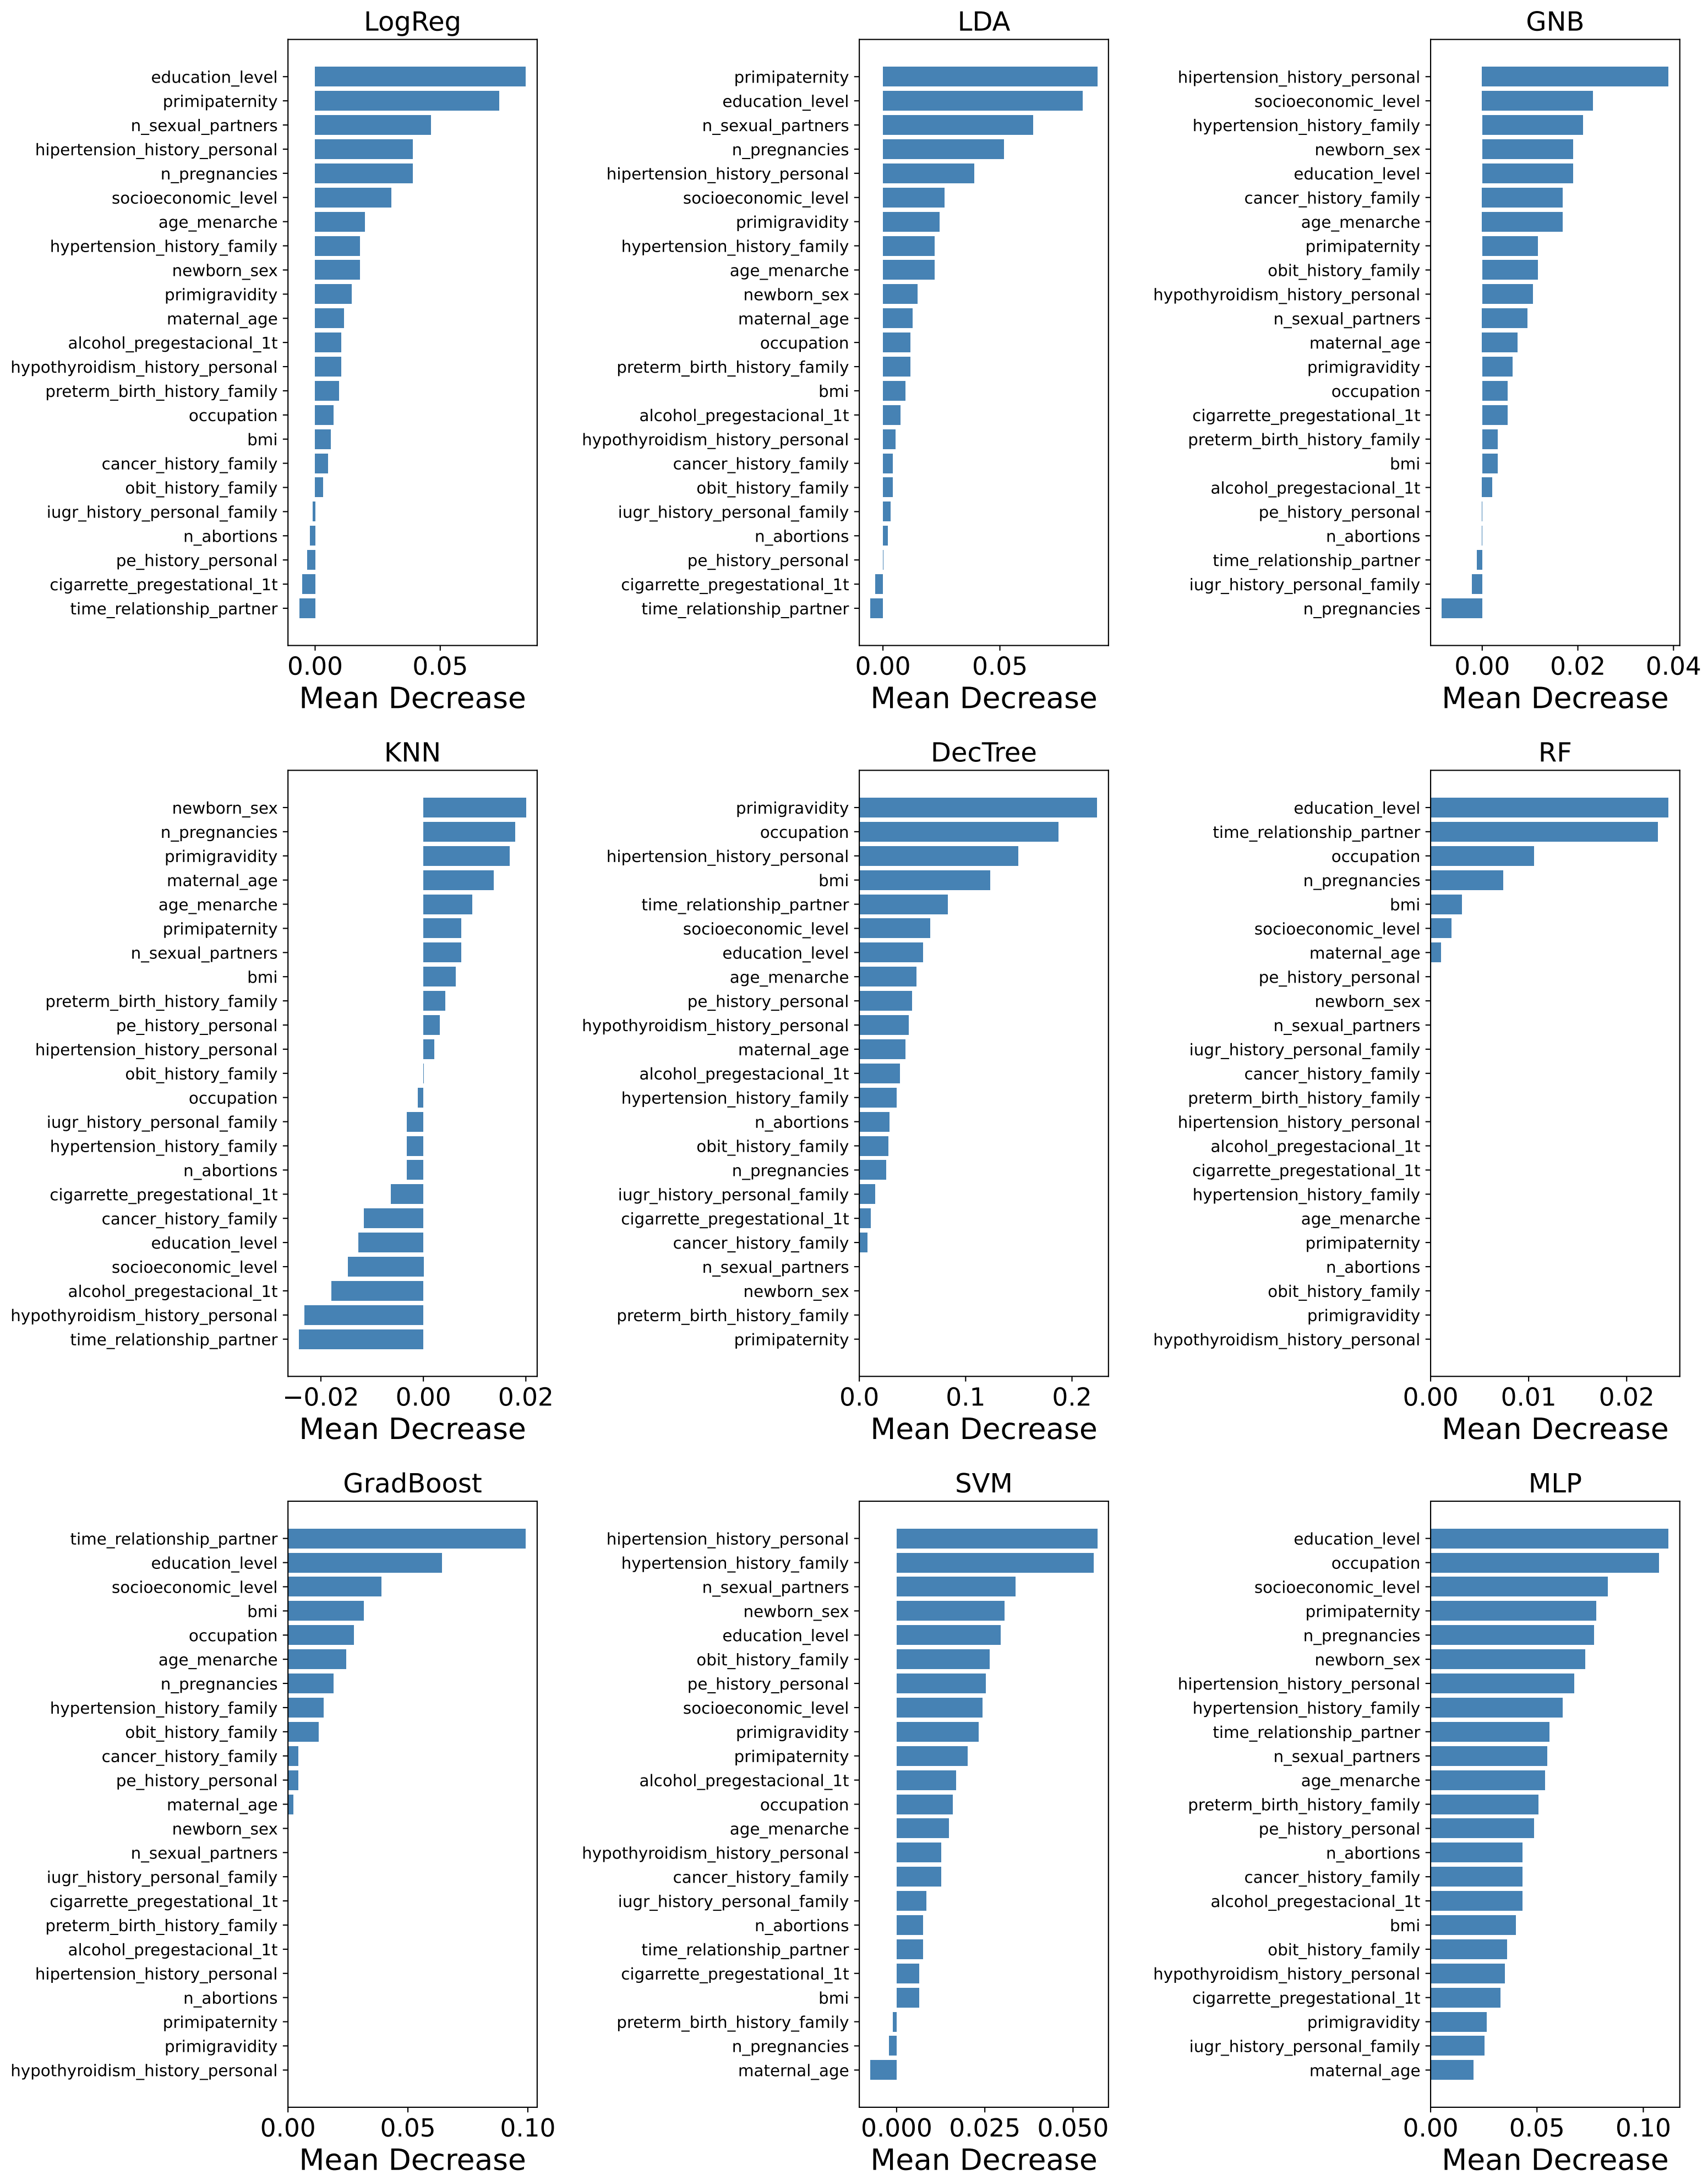 LogReg
education_level
primipaternity
n_sexual_partners
hipertension_history_personal
n_pregnancies
socioeconomic_level
age_menarche
hypertension_history_family
newborn_sex
primigravidity
maternal_age
alcohol_pregestacional_1t
hypothyroidism_history_personal
preterm_birth_history_family
occupation
bmi
cancer_history_family
obit_history_family
iugr_history_personal_family
n_abortions
pe_history_personal
cigarrette_pregestational_1t
time_relationship_partner
0.00 0.05
Mean Decrease
LDA
primipaternity
education_level
n_sexual_partners
n_pregnancies
hipertension_history_personal
socioeconomic_level
primigravidity
hypertension_history_family
age_menarche
newborn_sex
maternal_age
occupation
preterm_birth_history_family
bmi
alcohol_pregestacional_1t
hypothyroidism_history_personal
cancer_history_family
obit_history_family
iugr_history_personal_family
n_abortions
pe_history_personal
cigarrette_pregestational_1t
time_relationship_partner
0.00 0.05
Mean Decrease
GNB
hipertension_history_personal
socioeconomic_level
hypertension_history_family
newborn_sex
education_level
cancer_history_family
age_menarche
primipaternity
obit_history_family
hypothyroidism_history_personal
n_sexual_partners
maternal_age
primigravidity
occupation
cigarrette_pregestational_1t
preterm_birth_history_family
bmi
alcohol_pregestacional_1t
pe_history_personal
n_abortions
time_relationship_partner
iugr_history_personal_family
n_pregnancies
0.00 0.02 0.04
Mean Decrease
KNN
newborn_sex
n_pregnancies
primigravidity
maternal_age
age_menarche
primipaternity
n_sexual_partners
bmi
preterm_birth_history_family
pe_history_personal
hipertension_history_personal
obit_history_family
occupation
iugr_history_personal_family
hypertension_history_family
n_abortions
cigarrette_pregestational_1t
cancer_history_family
education_level
socioeconomic_level
alcohol_pregestacional_1t
hypothyroidism_history_personal
time_relationship_partner
−0.02 0.00 0.02
Mean Decrease
DecTree
primigravidity
occupation
hipertension_history_personal
bmi
time_relationship_partner
socioeconomic_level
education_level
age_menarche
pe_history_personal
hypothyroidism_history_personal
maternal_age
alcohol_pregestacional_1t
hypertension_history_family
n_abortions
obit_history_family
n_pregnancies
iugr_history_personal_family
cigarrette_pregestational_1t
cancer_history_family
n_sexual_partners
newborn_sex
preterm_birth_history_family
primipaternity
0.0 0.1 0.2
Mean Decrease
RF
education_level
time_relationship_partner
occupation
n_pregnancies
bmi
socioeconomic_level
maternal_age
pe_history_personal
newborn_sex
n_sexual_partners
iugr_history_personal_family
cancer_history_family
preterm_birth_history_family
hipertension_history_personal
alcohol_pregestacional_1t
cigarrette_pregestational_1t
hypertension_history_family
age_menarche
primipaternity
n_abortions
obit_history_family
primigravidity
hypothyroidism_history_personal
0.00 0.01 0.02
Mean Decrease
GradBoost
time_relationship_partner
education_level
socioeconomic_level
bmi
occupation
age_menarche
n_pregnancies
hypertension_history_family
obit_history_family
cancer_history_family
pe_history_personal
maternal_age
newborn_sex
n_sexual_partners
iugr_history_personal_family
cigarrette_pregestational_1t
preterm_birth_history_family
alcohol_pregestacional_1t
hipertension_history_personal
n_abortions
primipaternity
primigravidity
hypothyroidism_history_personal
0.00 0.05 0.10
Mean Decrease
SVM
hipertension_history_personal
hypertension_history_family
n_sexual_partners
newborn_sex
education_level
obit_history_family
pe_history_personal
socioeconomic_level
primigravidity
primipaternity
alcohol_pregestacional_1t
occupation
age_menarche
hypothyroidism_history_personal
cancer_history_family
iugr_history_personal_family
n_abortions
time_relationship_partner
cigarrette_pregestational_1t
bmi
preterm_birth_history_family
n_pregnancies
maternal_age
0.000 0.025 0.050
Mean Decrease
MLP
education_level
occupation
socioeconomic_level
primipaternity
n_pregnancies
newborn_sex
hipertension_history_personal
hypertension_history_family
time_relationship_partner
n_sexual_partners
age_menarche
preterm_birth_history_family
pe_history_personal
n_abortions
cancer_history_family
alcohol_pregestacional_1t
bmi
obit_history_family
hypothyroidism_history_personal
cigarrette_pregestational_1t
primigravidity
iugr_history_personal_family
maternal_age
0.00 0.05 0.10
Mean Decrease